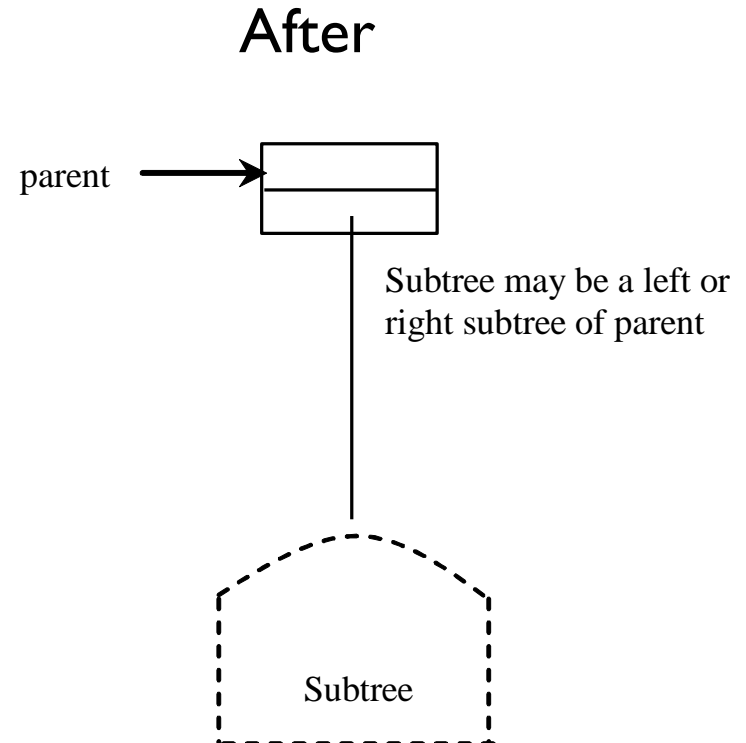 After
parent
Subtree may be a left or
right subtree of parent
Subtree